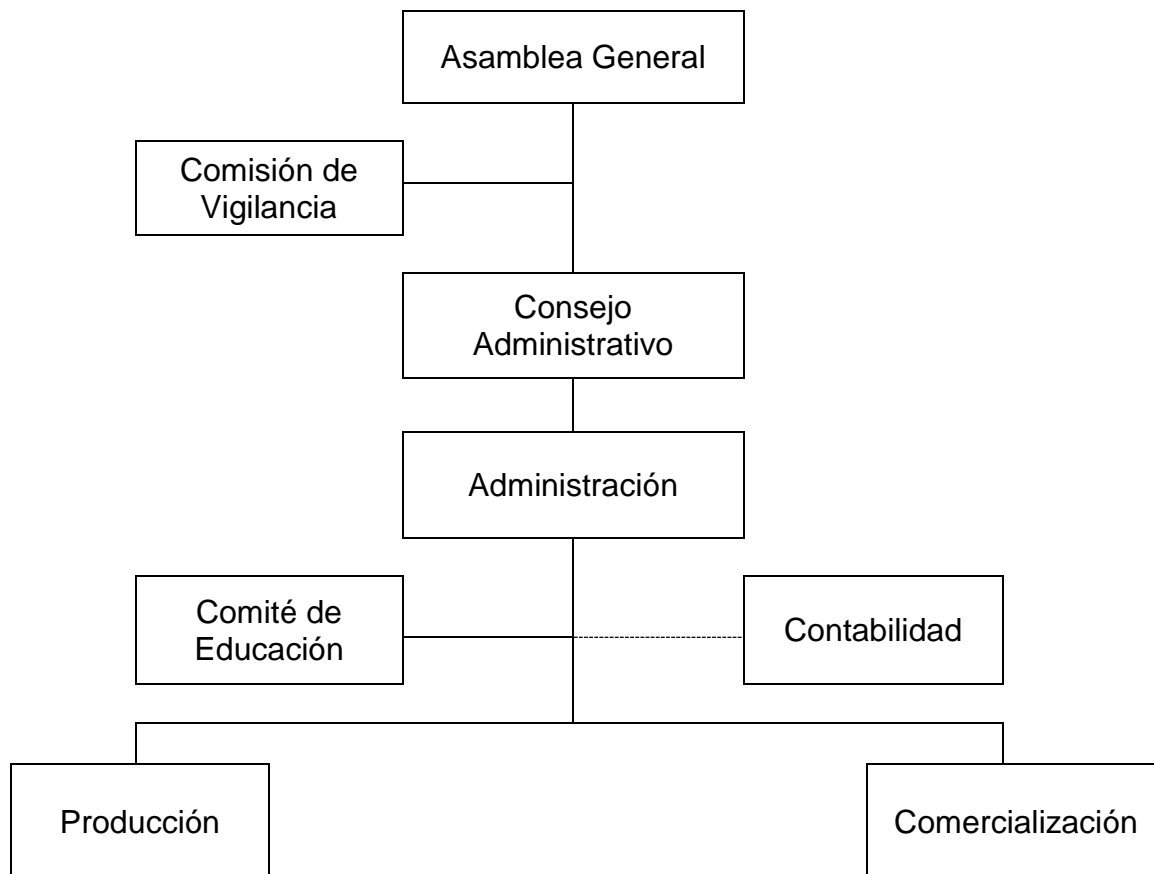 Asamblea General
Comisión de
Vigilancia
Consejo
Administrativo
Administración
Comité de
Educación
Contabilidad
Producción
Comercialización